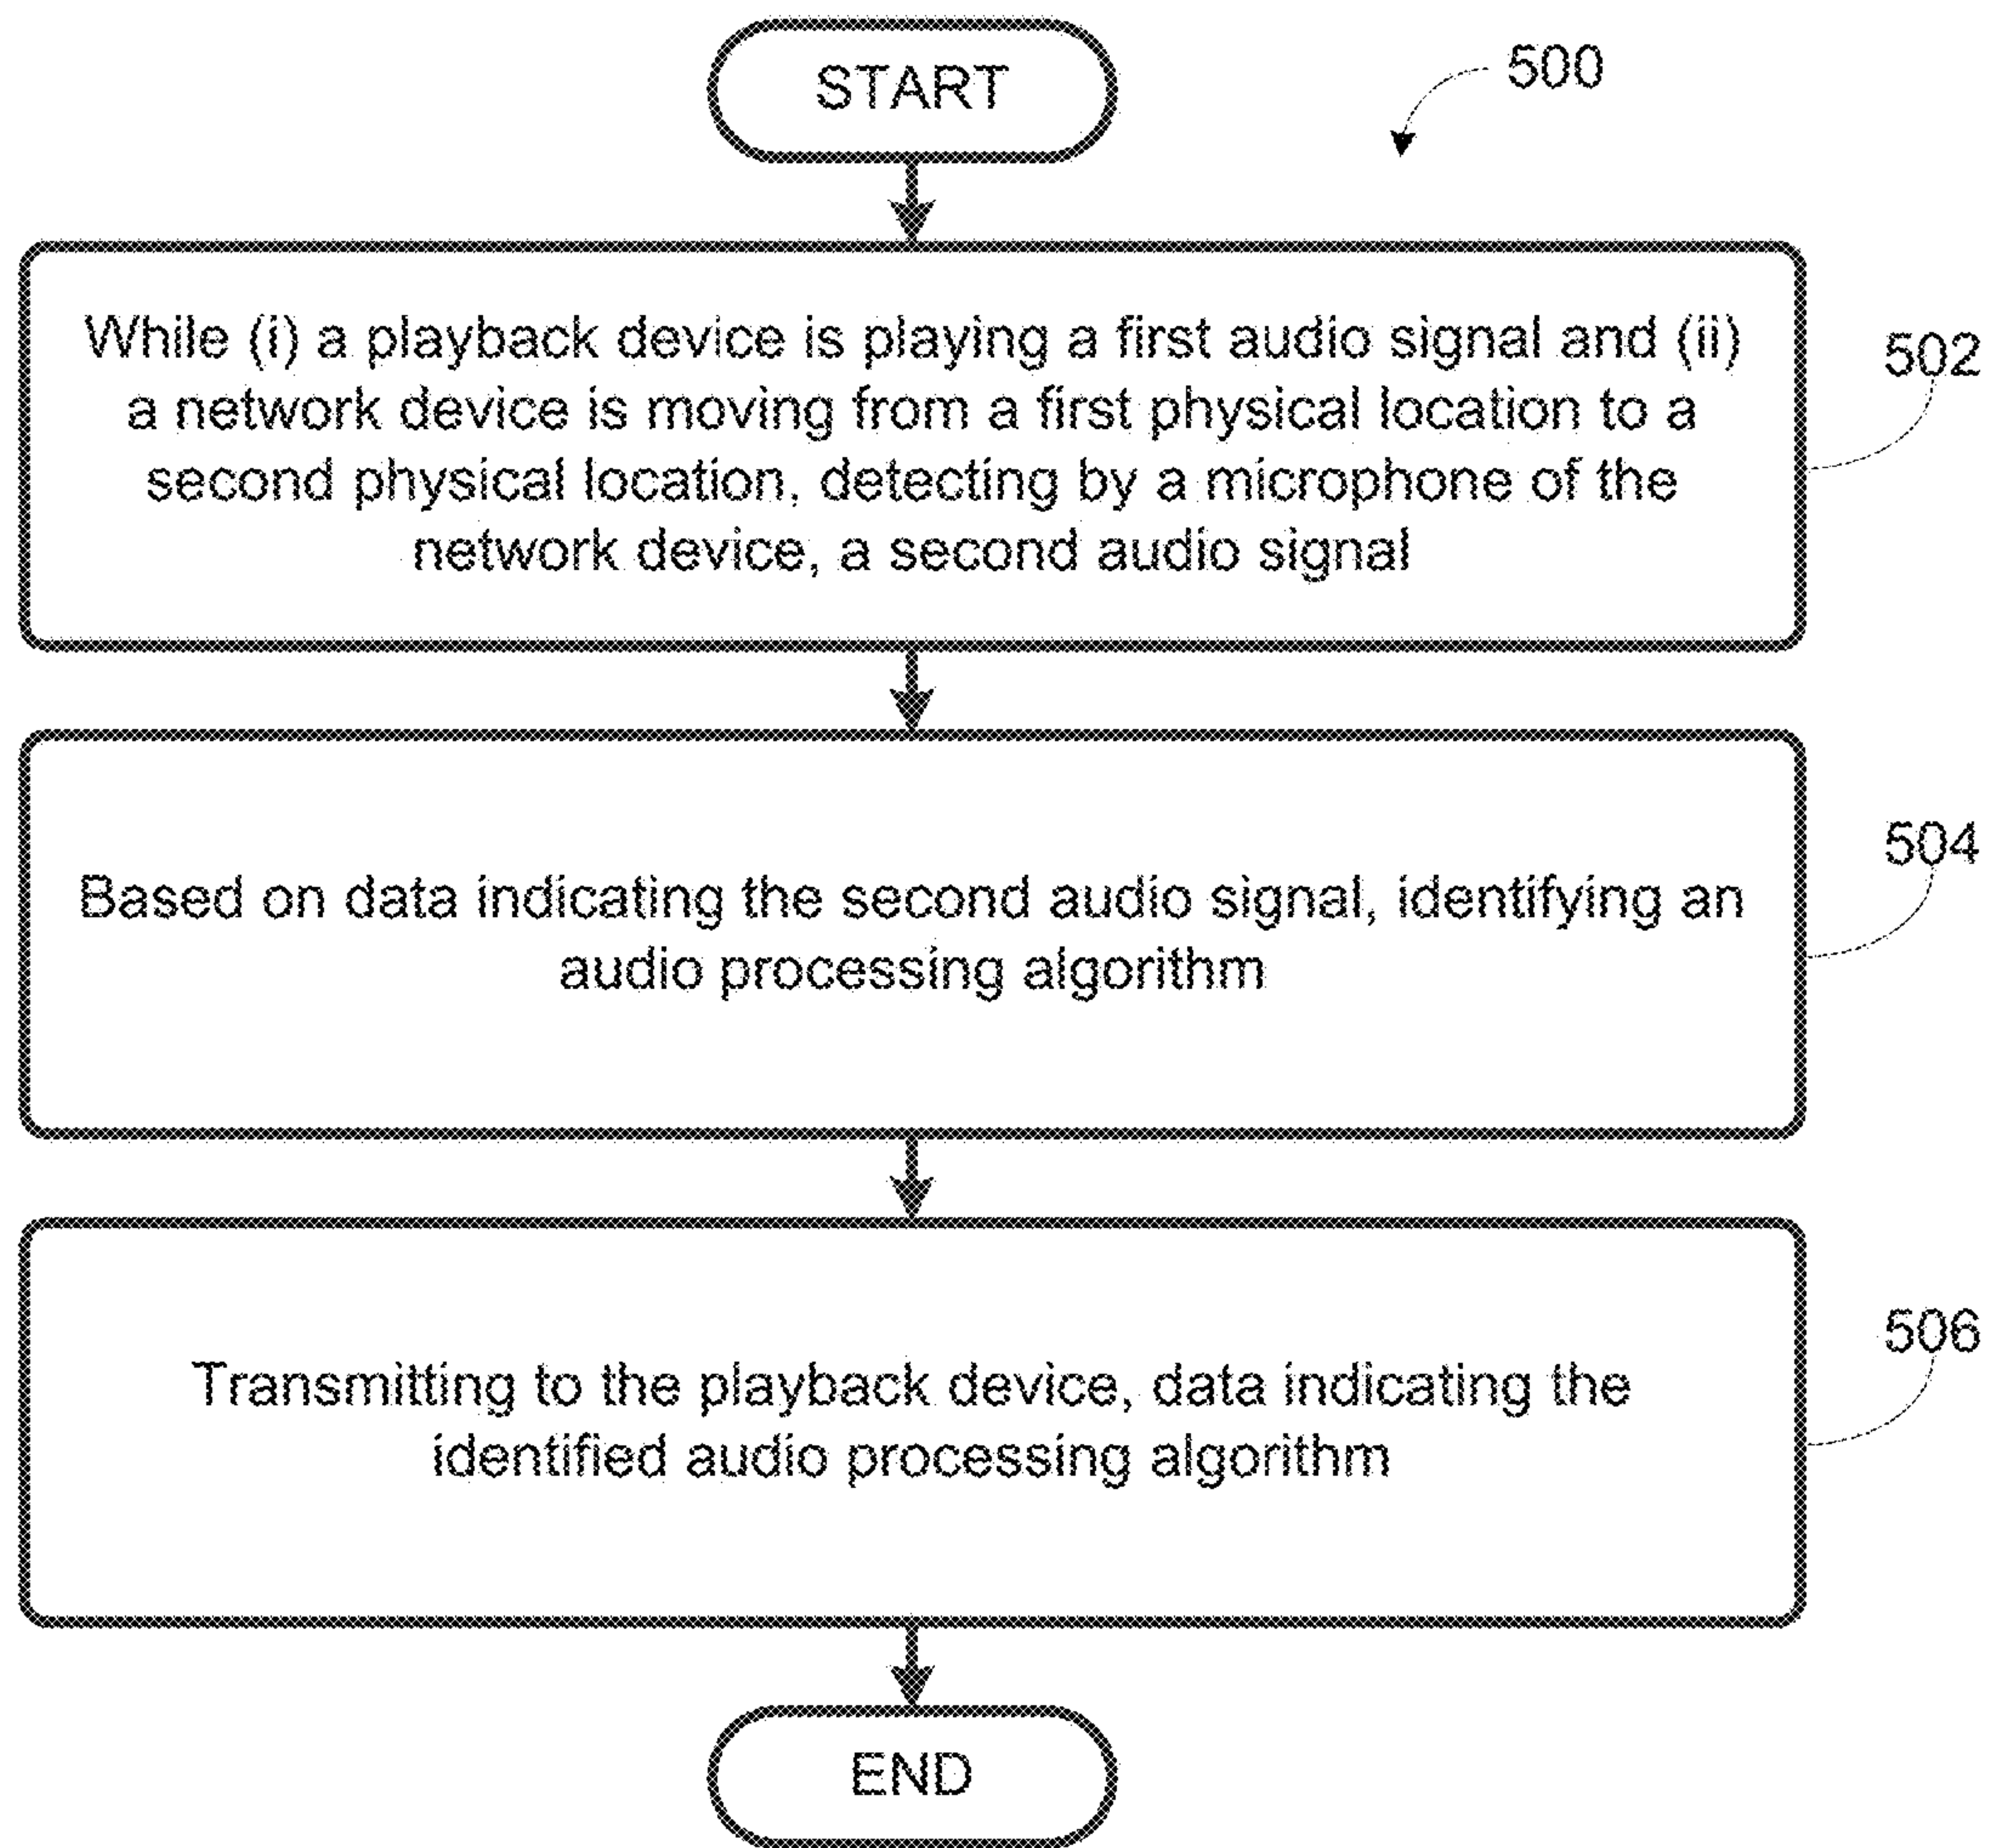 START
500
While (i) a playback device is playing a first audio signal and (ii)
a network device is moving from a first physical location to a
second physical location, detecting by a microphone of the
network device, a second audio signal
502
Based on data indicating the second audio signal, identifying an
audio processing algorithm
504
Transmitting to the playback device, data indicating the
identified audio processing algorithm
506
END